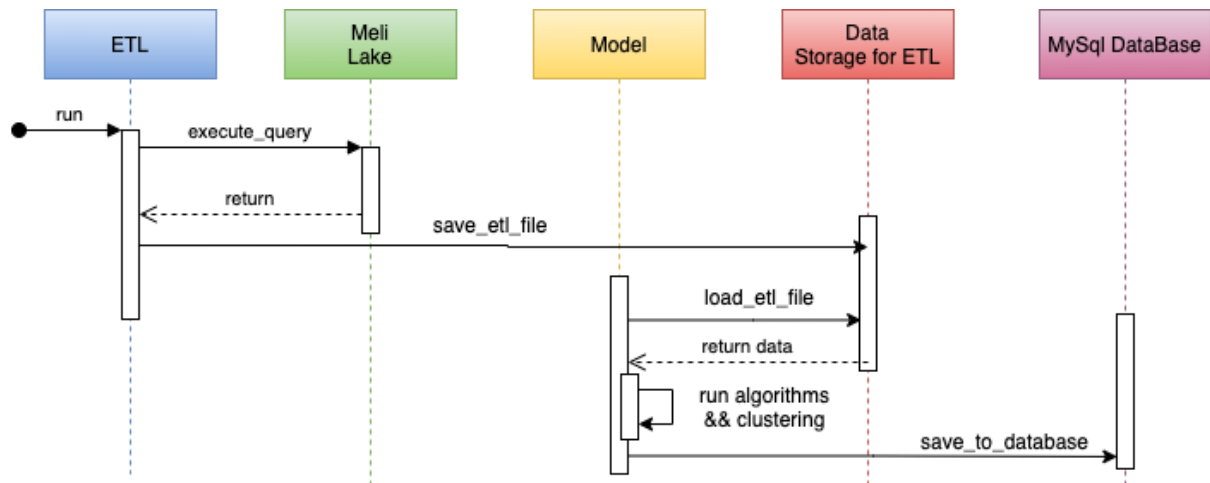 ETL
Meli
Lake
Model
Data
Storage for ETL
MySql DataBase
run
execute_query
return
save_etl_file
load_etl_file
return data
run algorithms
&& clustering
save_to_database